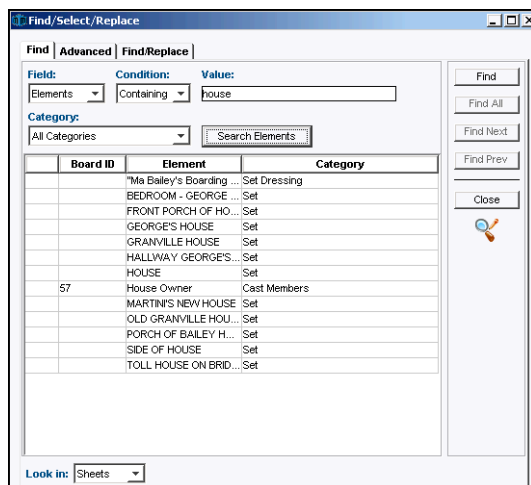 Find/Select/Replace
Find Advanced Find/Replace
Field: Condition: Value:
Elements Containing house
Category:
All Categories Search Elements
Find
Find All
Find Next
Find Prev
Close
Board ID Element Category
"Ma Bailey's Boarding ... Set Dressing
BEDROOM - GEORGE ... Set
FRONT PORCH OF HO... Set
GEORGE'S HOUSE Set
GRANVILLE HOUSE Set
HALLWAY GEORGE'S... Set
HOUSE Set
57 House Owner Cast Members
MARTINI'S NEW HOUSE Set
OLD GRANVILLE HOU... Set
PORCH OF BAILEY H... Set
SIDE OF HOUSE Set
TOLL HOUSE ON BRID... Set
Look in: Sheets